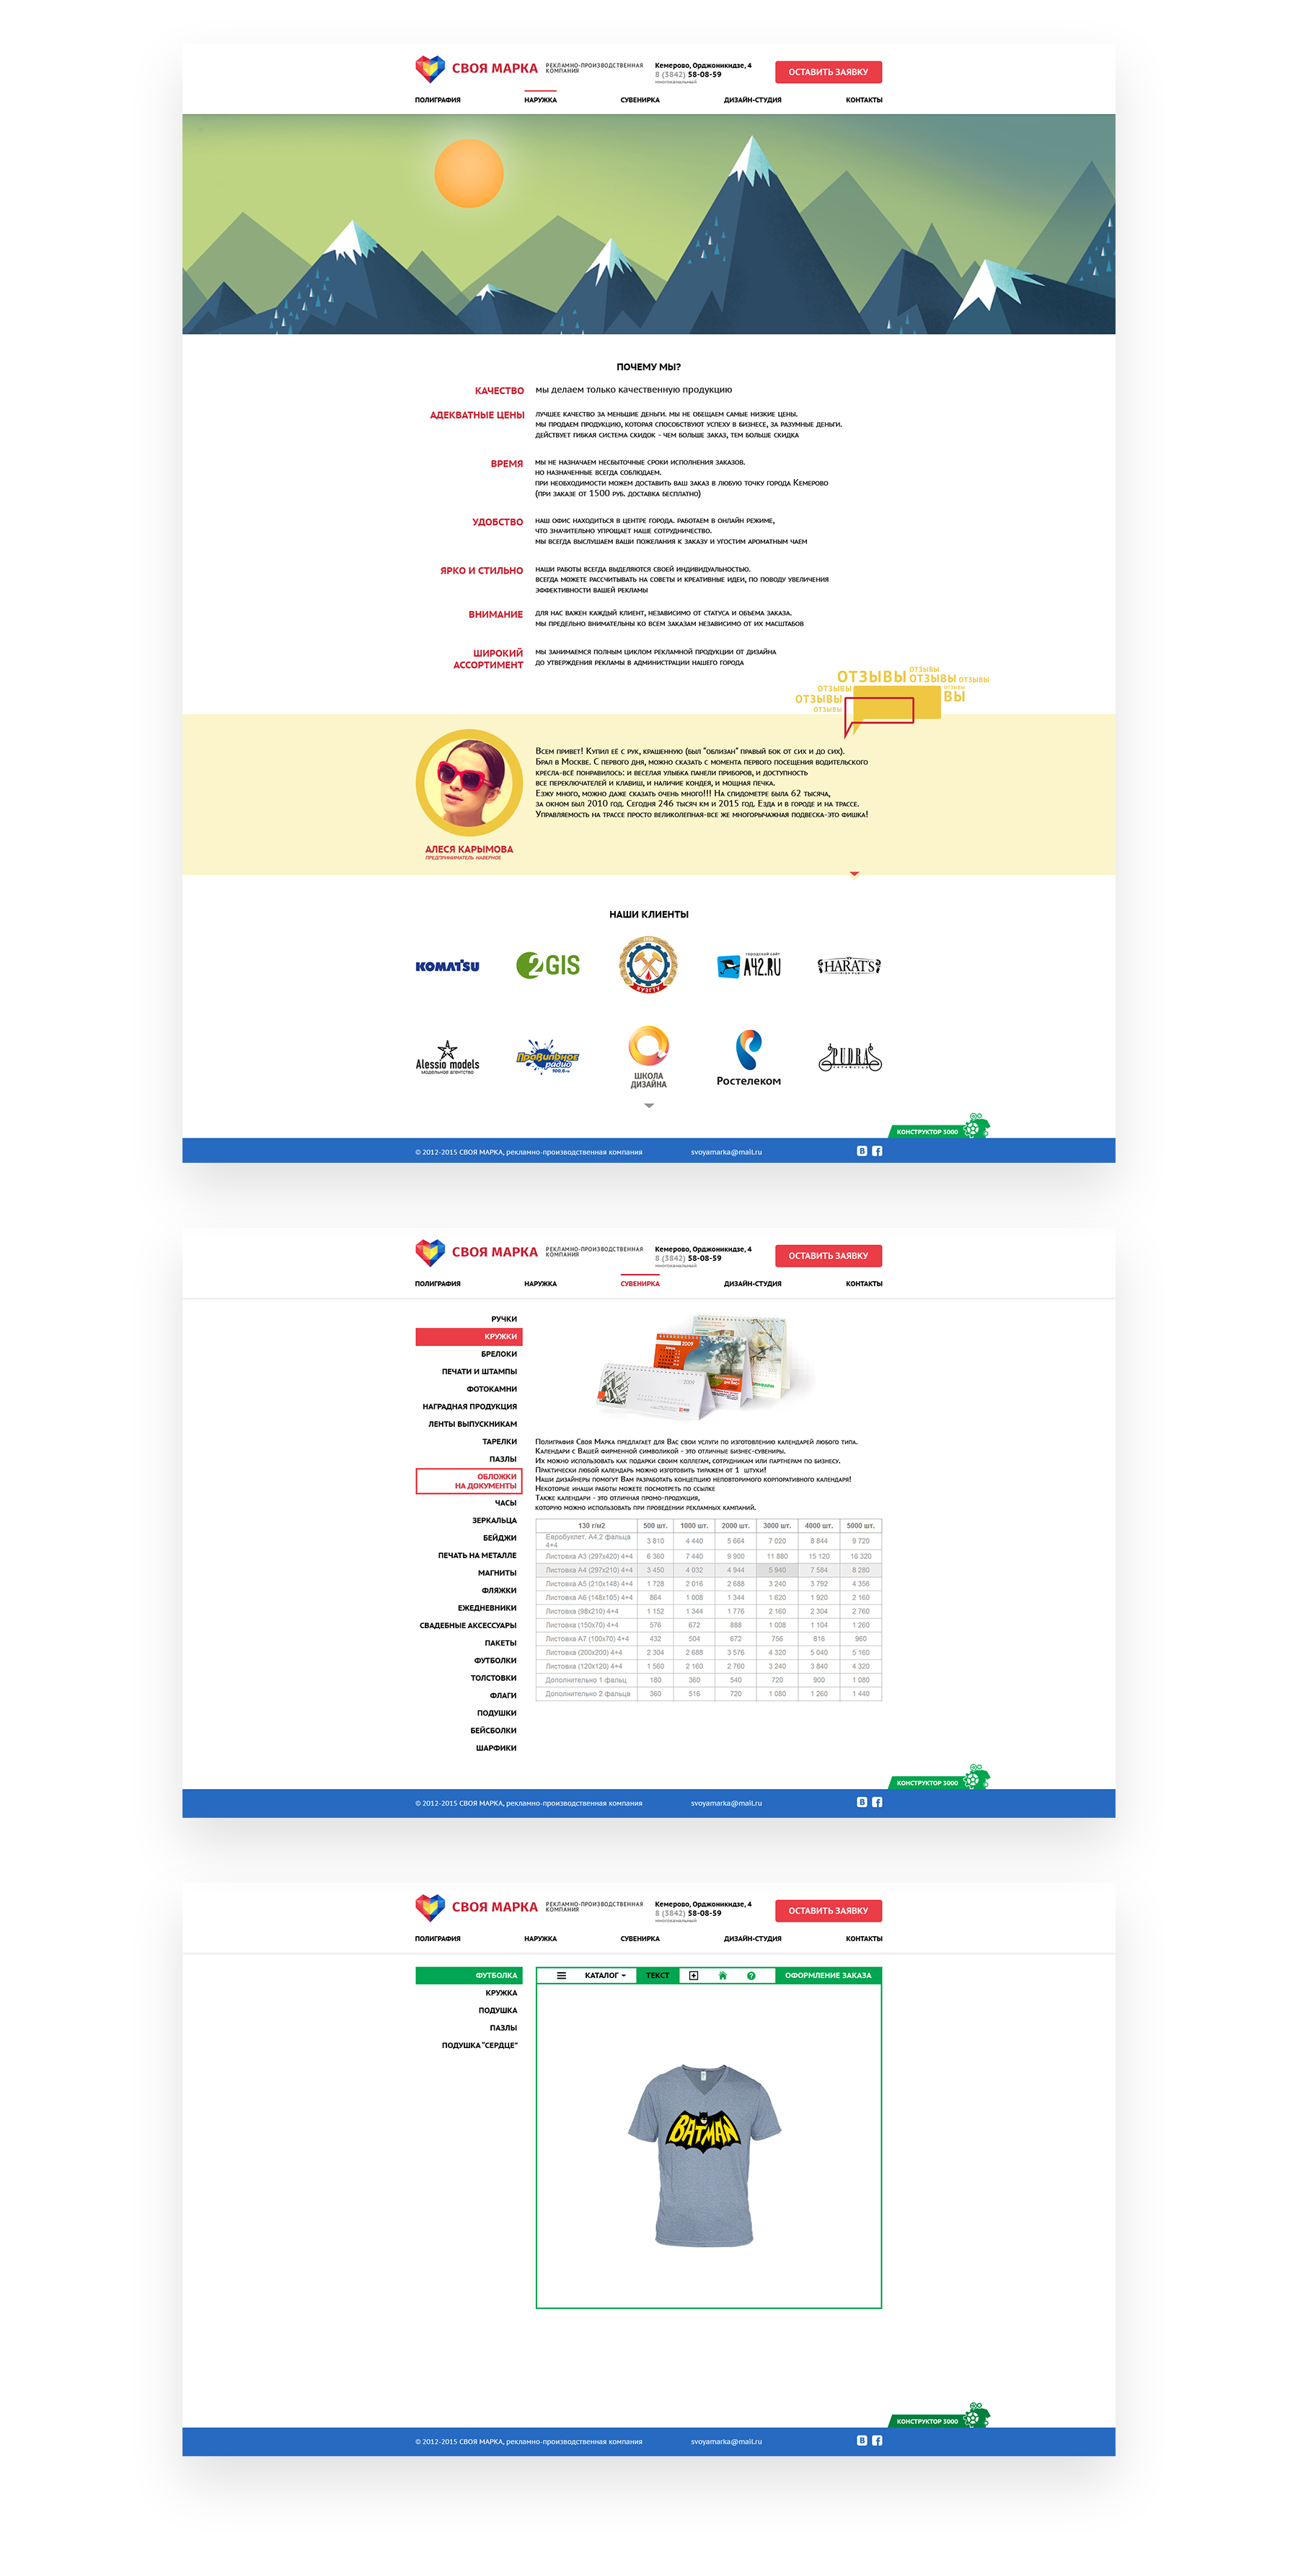 СВОЯ МАРКА
РЕКЛАМНО-ПРОИЗВОДСТВЕННАЯ
КОМПАНИЯ
Кемерово, Орджоникидзе, 4
8 (3842) 58-08-59
многоканальный
ОСТАВИТЬ ЗАЯВКУ
ПОЛИГРАФИЯ НАРУЖКА СУВЕНИРКА ДИЗАЙН-СТУДИЯ КОНТАКТЫ
ПОЧЕМУ МЫ?
КАЧЕСТВО
мы делаем только качественную продукцию
АДЕКВАТНЫЕ ЦЕНЫ
лучшее качество за меньшие деньги. мы не обещаем самые низкие цены.
мы продаем продукцию, которая способствуют успеху в бизнесе, за разумные деньги.
действует гибкая система скидок - чем больше заказ, тем больше скидка
ВРЕМЯ
мы не назначаем несбыточные сроки исполнения заказов.
но назначенные всегда соблюдаем.
при необходимости можем доставить ваш заказ в любую точку города Кемерово
(при заказе от 1500 руб. доставка бесплатно)
УДОБСТВО
наш офис находиться в центре города. работаем в онлайн режиме,
что значительно упрощает наше сотрудничество.
мы всегда выслушаем ваши пожелания к заказу и угостим ароматным чаем
ЯРКО И СТИЛЬНО
наши работы всегда выделяются своей индивидуальностью.
всегда можете рассчитывать на советы и креативные идеи, по поводу увеличения
эффективности вашей рекламы
ВНИМАНИЕ
для нас важен каждый клиент, независимо от статуса и объема заказа.
мы предельно внимательны ко всем заказам независимо от их масштабов
ШИРОКИЙ
АССОРТИМЕНТ
мы занимаемся полным циклом рекламной продукции от дизайна
до утверждения рекламы в администрации нашего города
ОТЗЫВЫ
ОТЗЫВЫ ОТЗЫВЫ ОТЗЫВЫ
ОТЗЫВЫ ОТЗЫВЫ
ОТЗЫВЫ ВЫ
ОТЗЫВЫ
Всем привет! Купил её с рук, крашенную (был "облизан" правый бок от сих и до сих).
Брал в Москве. С первого дня, можно сказать с момента первого посещения водительского
кресла-всё понравилось: и веселая улыбка панели приборов, и доступность
все переключателей и клавиш, и наличие кондея, и мощная печка.
Езжу много, можно даже сказать очень много!!! На спидометре была 62 тысяча,
за окном был 2010 год. Сегодня 246 тысяч км и 2015 год. Езда и в городе и на трассе.
Управляемость на трассе просто великолепная-все же многорычажная подвеска-это фишка!
АЛЕСЯ КАРЫМОВА
ПРЕДПРИНИМАТЕЛЬ НАВЕРНОЕ
НАШИ КЛИЕНТЫ
KOMATSU
2GIS
КУЗГТУ
городской сайт
A42.RU
HARAT'S
Alessio models
модельное агентство
Правильное
радио
100.6 FM
ШКОЛА
ДИЗАЙНА
Ростелеком
PUDRA
КОНСТРУКТОР 3000
© 2012-2015 СВОЯ МАРКА, рекламно-производственная компания svoyamarka@mail.ru
СВОЯ МАРКА
РЕКЛАМНО-ПРОИЗВОДСТВЕННАЯ
КОМПАНИЯ
Кемерово, Орджоникидзе, 4
8 (3842) 58-08-59
многоканальный
ОСТАВИТЬ ЗАЯВКУ
ПОЛИГРАФИЯ НАРУЖКА СУВЕНИРКА ДИЗАЙН-СТУДИЯ КОНТАКТЫ
РУЧКИ
КРУЖКИ
БРЕЛОКИ
ПЕЧАТИ И ШТАМПЫ
ФОТОКАМНИ
НАГРАДНАЯ ПРОДУКЦИЯ
ЛЕНТЫ ВЫПУСКНИКАМ
ТАРЕЛКИ
ПАЗЛЫ
ОБЛОЖКИ
НА ДОКУМЕНТЫ
ЧАСЫ
ЗЕРКАЛЬЦА
БЕЙДЖИ
ПЕЧАТЬ НА МЕТАЛЛЕ
МАГНИТЫ
ФЛЯЖКИ
ЕЖЕДНЕВНИКИ
СВАДЕБНЫЕ АКСЕССУАРЫ
ПАКЕТЫ
ФУТБОЛКИ
ТОЛСТОВКИ
ФЛАГИ
ПОДУШКИ
БЕЙСБОЛКИ
ШАРФИКИ
2009
2009
Полиграфия Своя Марка предлагает для Вас свои услуги по изготовлению календарей любого типа.
Календари с Вашей фирменной символикой - это отличные бизнес-сувениры.
Их можно использовать как подарки своим коллегам, сотрудникам или партнерам по бизнесу.
Практически любой календарь можно изготовить тиражем от 1 штуки!
Наши дизайнеры помогут Вам разработать концепцию неповторимого корпоративного календаря!
Некоторые инаши работы можете посмотреть по ссылке
Также календари - это отличная промо-продукция,
которую можно использовать при проведении рекламных кампаний.
130 г/м2 500 шт. 1000 шт. 2000 шт. 3000 шт. 4000 шт. 5000 шт.
Евробуклет, А4,2 фальца
4+4 3 810 4 440 5 664 7 020 8 844 9 720
Листовка А3 (297х420) 4+4 6 360 7 440 9 900 11 880 15 120 16 320
Листовка А4 (297х210) 4+4 3 450 4 032 4 944 5 940 7 584 8 280
Листовка А5 (210х148) 4+4 1 728 2 016 2 688 3 240 3 792 4 356
Листовка А6 (148х105) 4+4 864 1 008 1 344 1 620 1 920 2 160
Листовка (98х210) 4+4 1 152 1 344 1 776 2 160 2 304 2 760
Листовка (150х70) 4+4 576 672 888 1 008 1 104 1 260
Листовка А7 (100х70) 4+4 432 504 672 756 816 960
Листовка (200х200) 4+4 2 304 2 688 3 576 4 320 5 040 5 160
Листовка (120х120) 4+4 1 560 2 160 2 760 3 240 3 840 4 320
Дополнительно 1 фальц 180 360 540 720 900 1 080
Дополнительно 2 фальца 360 516 720 1 080 1 260 1 440
КОНСТРУКТОР 3000
© 2012-2015 СВОЯ МАРКА, рекламно-производственная компания svoyamarka@mail.ru
СВОЯ МАРКА
РЕКЛАМНО-ПРОИЗВОДСТВЕННАЯ
КОМПАНИЯ
Кемерово, Орджоникидзе, 4
8 (3842) 58-08-59
многоканальный
ОСТАВИТЬ ЗАЯВКУ
ПОЛИГРАФИЯ НАРУЖКА СУВЕНИРКА ДИЗАЙН-СТУДИЯ КОНТАКТЫ
ФУТБОЛКА
КРУЖКА
ПОДУШКА
ПАЗЛЫ
ПОДУШКА "СЕРДЦЕ"
КАТАЛОГ ТЕКСТ ? ОФОРМЛЕНИЕ ЗАКАЗА
BATMAN
КОНСТРУКТОР 3000
© 2012-2015 СВОЯ МАРКА, рекламно-производственная компания svoyamarka@mail.ru